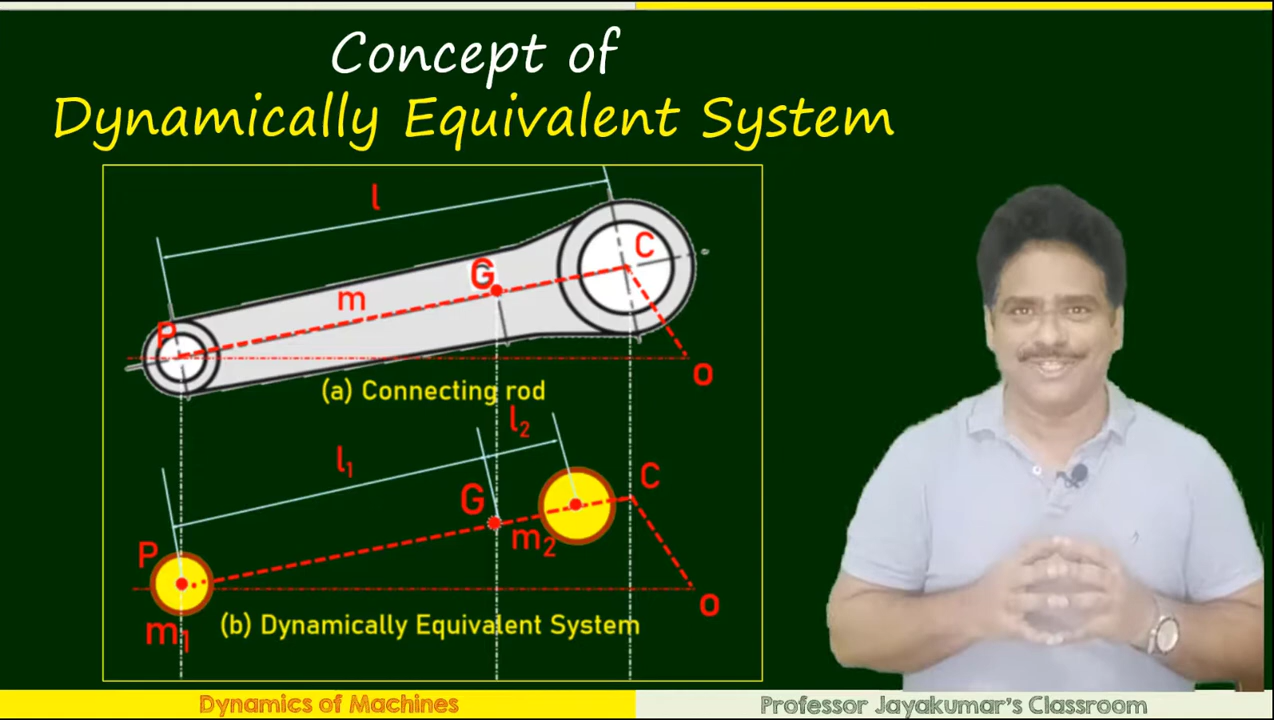 Concept of
Dynamically Equivalent System
l
C
G
m
P
O
(a) Connecting rod
l₂
l₁
C
G
m₂
P
O
(b) Dynamically Equivalent System
m₁
Dynamics of Machines
Professor Jayakumar's Classroom